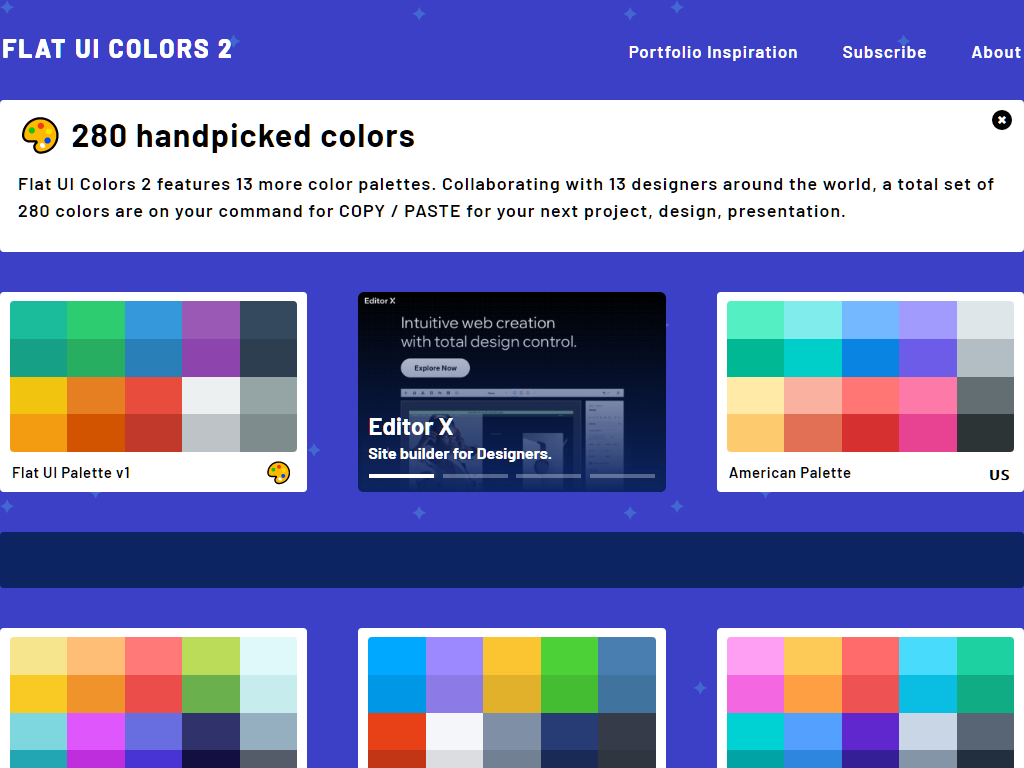 FLAT UI COLORS 2
Portfolio Inspiration
Subscribe
About
280 handpicked colors
Flat UI Colors 2 features 13 more color palettes. Collaborating with 13 designers around the world, a total set of
280 colors are on your command for COPY / PASTE for your next project, design, presentation.
Editor X
Intuitive web creation
with total design control.
Explore Now
Editor X
Site builder for Designers.
Flat UI Palette v1
American Palette
US